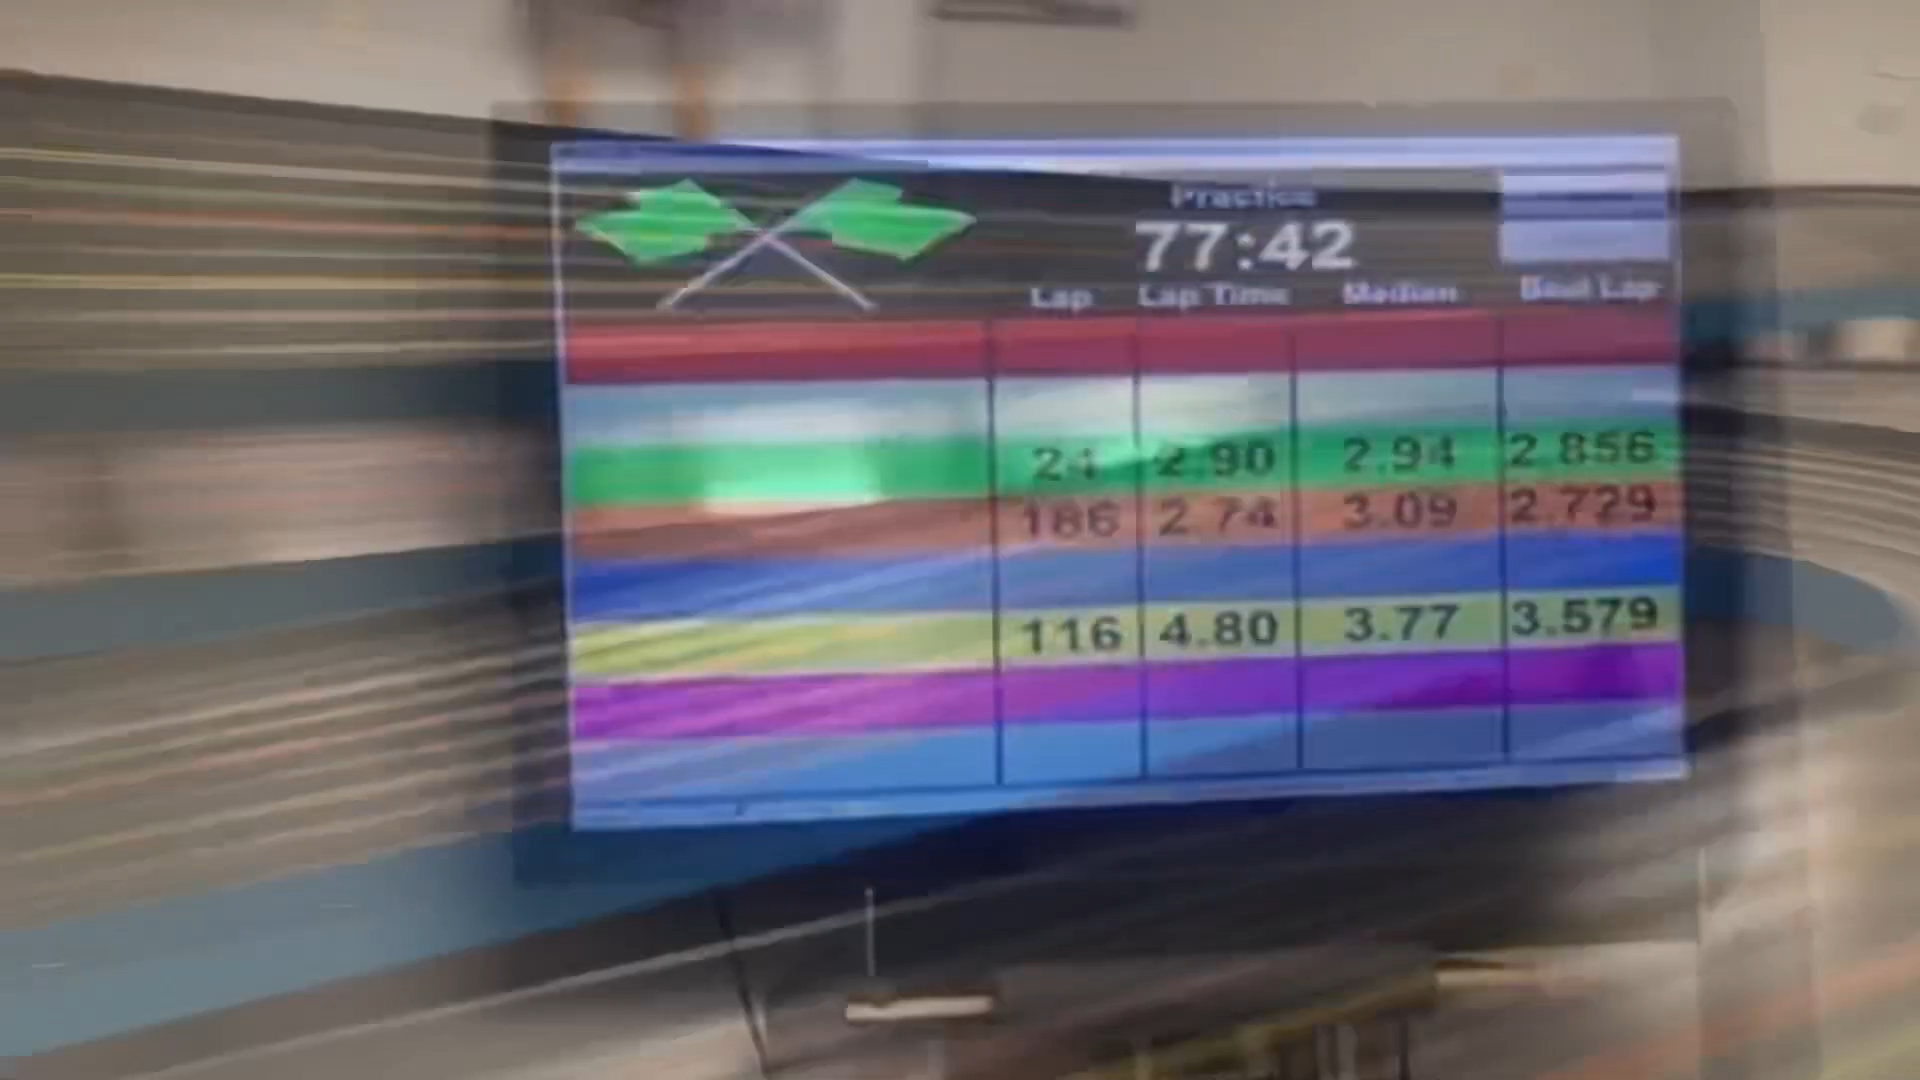 Practice
77:42
Lap Lap Time Median Best Lap
24 2.90 2.94 2.856
186 2.74 3.09 2.729
116 4.80 3.77 3.579